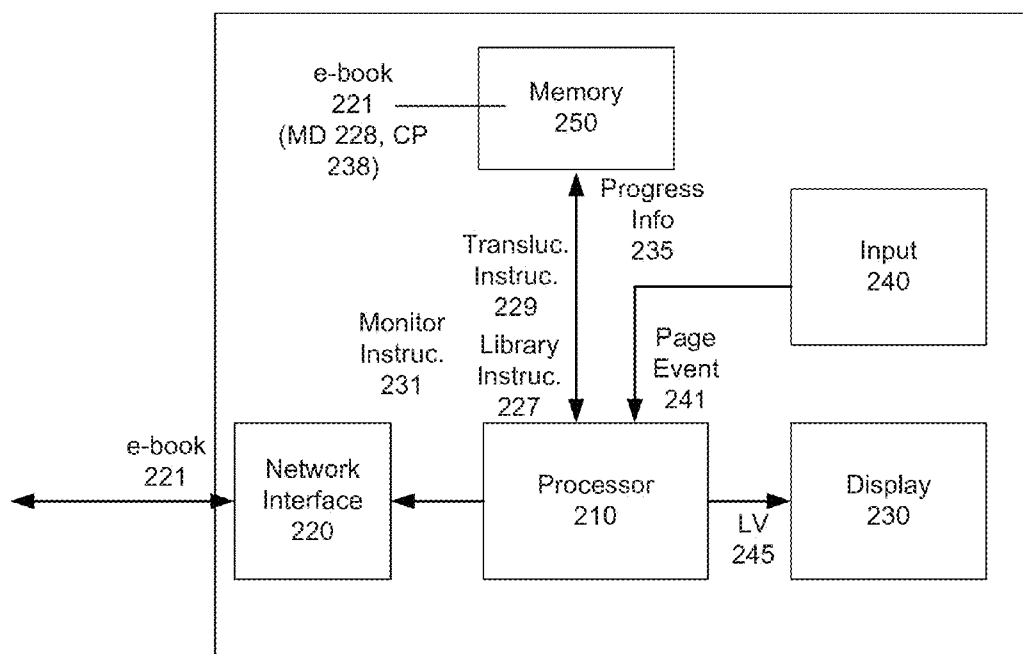 e-book
221
(MD 228, CP
238)
Memory
250
Progress
Info
235
Transluc.
Instruc.
229
Monitor
Instruc.
231
Library
Instruc.
227
Input
240
Page
Event
241
e-book
221
Network
Interface
220
Processor
210
LV
245
Display
230